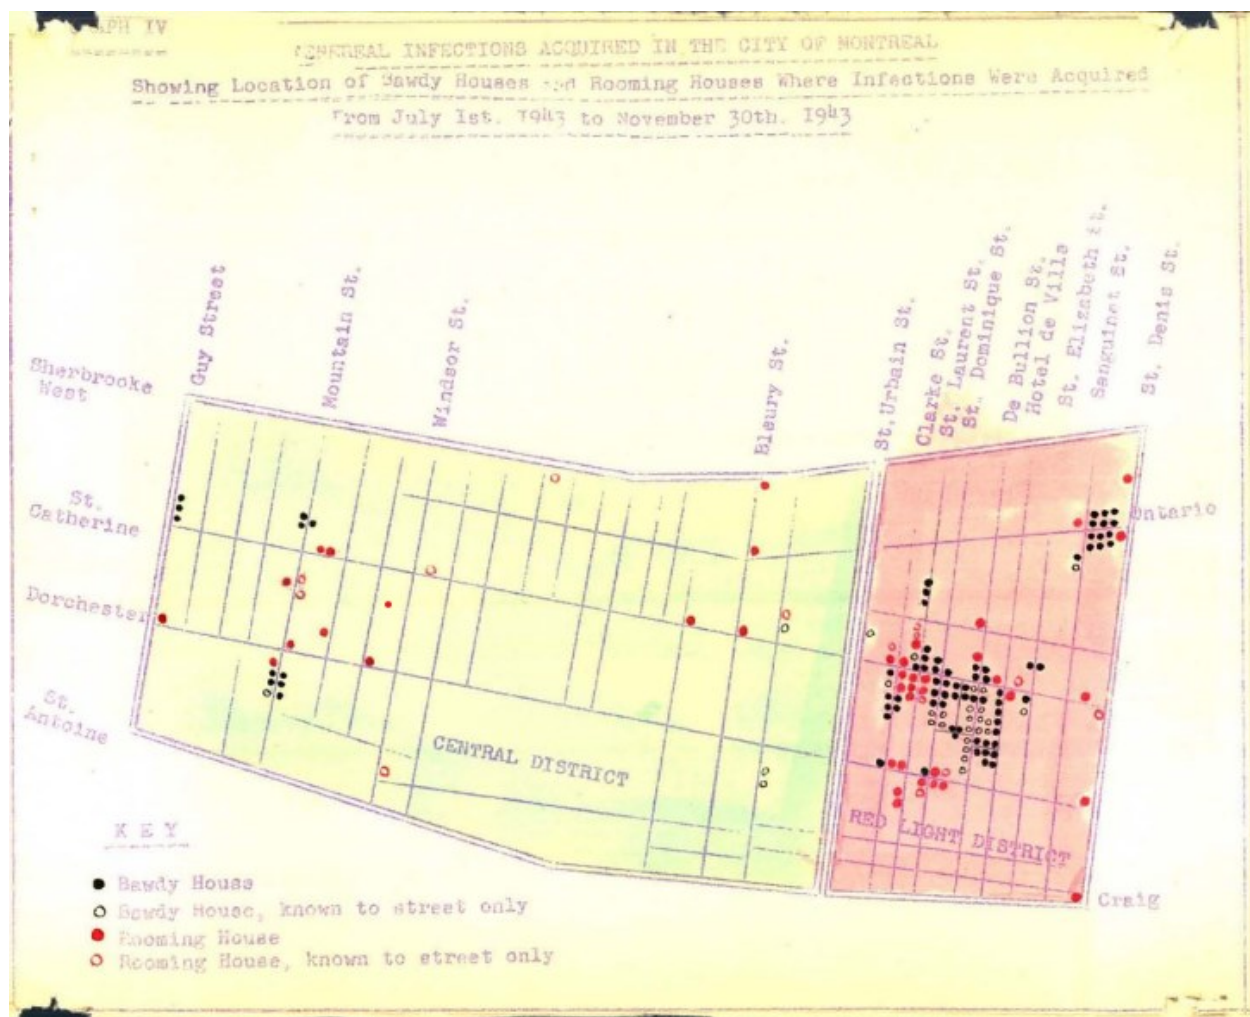 GRAPH IV
VENEREAL INFECTIONS ACQUIRED IN THE CITY OF MONTREAL
Showing Location of Bawdy Houses and Rooming Houses Where Infections Were Acquired
From July 1st. 1943 to November 30th. 1943
Sherbrooke West
Guy Street
Mountain St.
Windsor St.
Bleury St.
St. Urbain St.
Clarke St.
St. Laurent St.
St. Dominique St.
De Bullion St.
Hotel de Ville
St. Elizabeth St.
Sanguinet St.
St. Denis St.
St. Catherine
Ontario
Dorchester
St. Antoine
CENTRAL DISTRICT
RED LIGHT DISTRICT
Craig
KEY
Bawdy House
Bawdy House, known to street only
Rooming House
Rooming House, known to street only